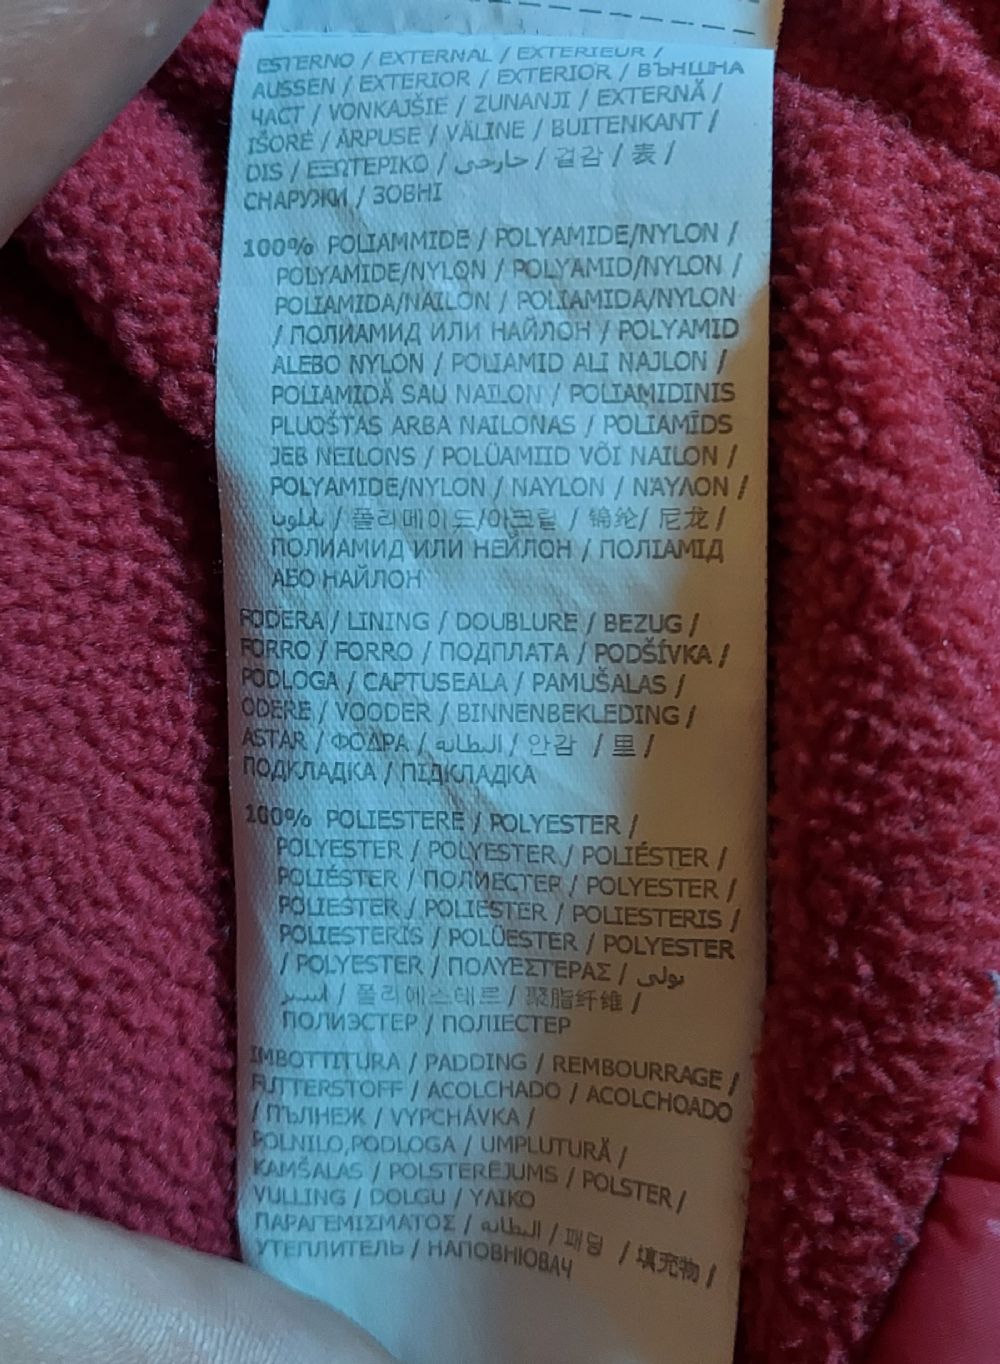 ESTERNO / EXTERNAL / EXTERIEUR /
AUSSEN / EXTERIOR / EXTERIOR / ВЪНШНА
ЧАСТ / VONKAJŠIE / ZUNANJI / EXTERNĂ /
IŠORĖ / ĀRPUSE / VÄLINE / BUITENKANT /
DIS / ΕΞΩΤΕΡΙΚΟ / خارجى / 겉감 / 表 /
СНАРУЖИ / ЗОВНІ
100% POLIAMMIDE / POLYAMIDE/NYLON /
POLYAMIDE/NYLON / POLYAMID/NYLON /
POLIAMIDA/NAILON / POLIAMIDA/NYLON
/ ПОЛИАМИД ИЛИ НАЙЛОН / POLYAMID
ALEBO NYLON / POLIAMID ALI NAJLON /
POLIAMIDĂ SAU NAILON / POLIAMIDINIS
PLUOŠTAS ARBA NAILONAS / POLIAMĪDS
JEB NEILONS / POLÜAMIID VÕI NAILON /
POLYAMIDE/NYLON / NAYLON / ΝΆΥΛΟΝ /
نايلون / 폴리메이드/아크릴 / 锦纶/ 尼龙 /
ПОЛИАМИД ИЛИ НЕЙЛОН / ПОЛІАМІД
АБО НАЙЛОН
FODERA / LINING / DOUBLURE / BEZUG /
FORRO / FORRO / ПОДПЛАТА / PODŠÍVKA /
PODLOGA / CAPTUSEALA / PAMUŠALAS /
ODERE / VOODER / BINNENBEKLEDING /
ASTAR / ΦΟΔΡΑ / البطانه / 안감 / 里 /
ПОДКЛАДКА / ПІДКЛАДКА
100% POLIESTERE / POLYESTER /
POLYESTER / POLYESTER / POLIÉSTER /
POLIÉSTER / ПОЛИЕСТЕР / POLYESTER /
POLIESTER / POLIESTER / POLIESTERIS /
POLIESTERIS / POLÜESTER / POLYESTER
/ POLYESTER / ΠΟΛΥΕΣΤΕΡΑΣ / بولى
استر / 폴리에스테르 / 聚脂纤维 /
ПОЛИЭСТЕР / ПОЛІЕСТЕР
IMBOTTITURA / PADDING / REMBOURRAGE /
FUTTERSTOFF / ACOLCHADO / ACOLCHOADO
/ ПЪЛНЕЖ / VYPCHÁVKA /
POLNILO,PODLOGA / UMPLUTURĂ /
KAMŠALAS / POLSTERĒJUMS / POLSTER /
VULLING / DOLGU / ΥΛΙΚΟ
ΠΑΡΑΓΕΜΙΣΜΑΤΟΣ / البطانه / 패딩 / 填充物 /
УТЕПЛИТЕЛЬ / НАПОВНЮВАЧ